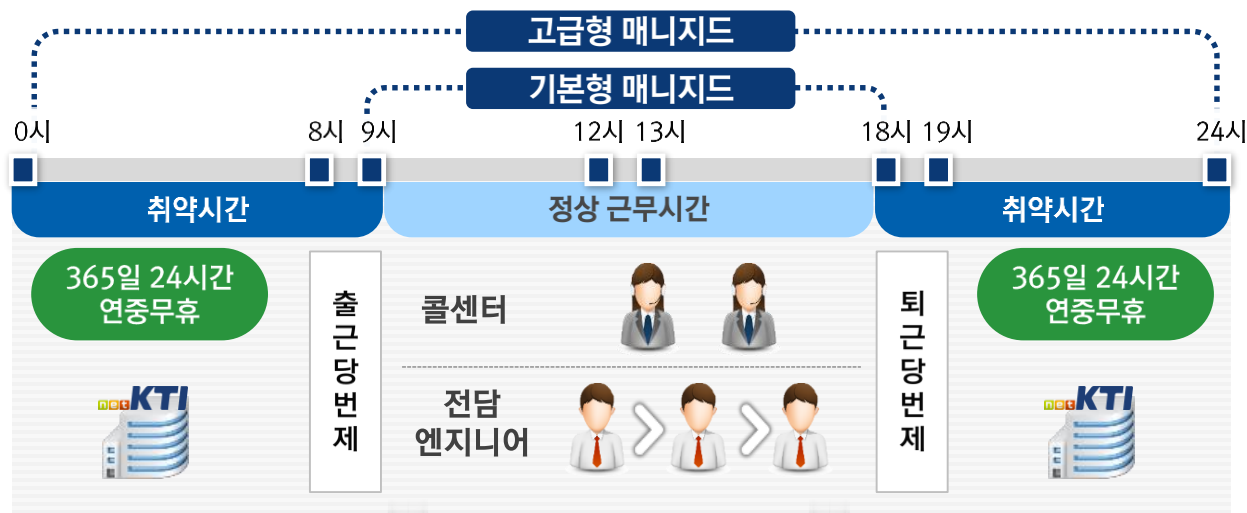 고급형 매니지드
기본형 매니지드
0시 8시 9시 12시 13시 18시 19시 24시
취약시간 정상 근무시간 취약시간
365일 24시간
연중무휴
net KTI
출근당번제
콜센터
전담
엔지니어
퇴근당번제
365일 24시간
연중무휴
net KTI